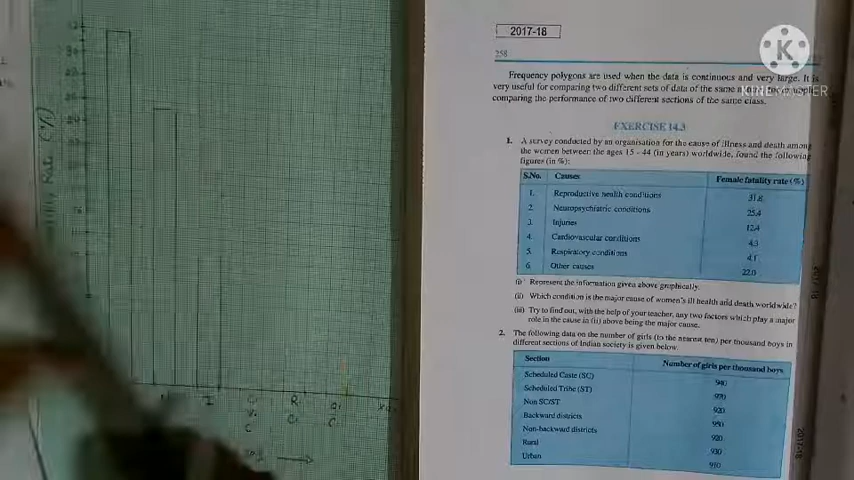 2017-18
258
Frequency polygons are used when the data is continuous and very large. It is
very useful for comparing two different sets of data of the same nature, for example,
comparing the performance of two different sections of the same class.
EXERCISE 14.3
1. A survey conducted by an organisation for the cause of illness and death among
the women between the ages 15 - 44 (in years) worldwide, found the following
figures (in %):
S.No. Causes Female fatality rate (%)
1. Reproductive health conditions 31.8
2. Neuropsychiatric conditions 25.4
3. Injuries 12.4
4. Cardiovascular conditions 4.3
5. Respiratory conditions 4.1
6. Other causes 22.0
(i) Represent the information given above graphically.
(ii) Which condition is the major cause of women's ill health and death worldwide?
(iii) Try to find out, with the help of your teacher, any two factors which play a major
role in the cause in (ii) above being the major cause.
2. The following data on the number of girls (to the nearest ten) per thousand boys in
different sections of Indian society is given below.
Section Number of girls per thousand boys
Scheduled Caste (SC) 940
Scheduled Tribe (ST) 970
Non SC/ST 920
Backward districts 950
Non-backward districts 920
Rural 930
Urban 910
K
KINEMASTER
Rate (%)
I
R